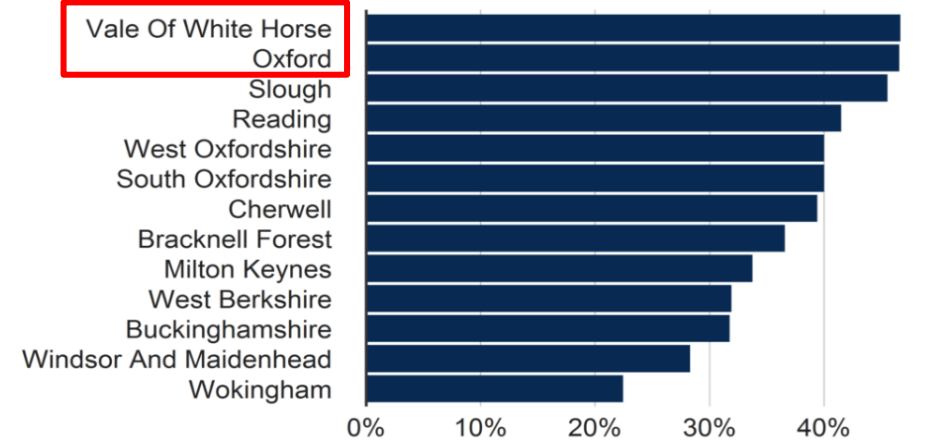 Vale Of White Horse
Oxford
Slough
Reading
West Oxfordshire
South Oxfordshire
Cherwell
Bracknell Forest
Milton Keynes
West Berkshire
Buckinghamshire
Windsor And Maidenhead
Wokingham
0% 10% 20% 30% 40%